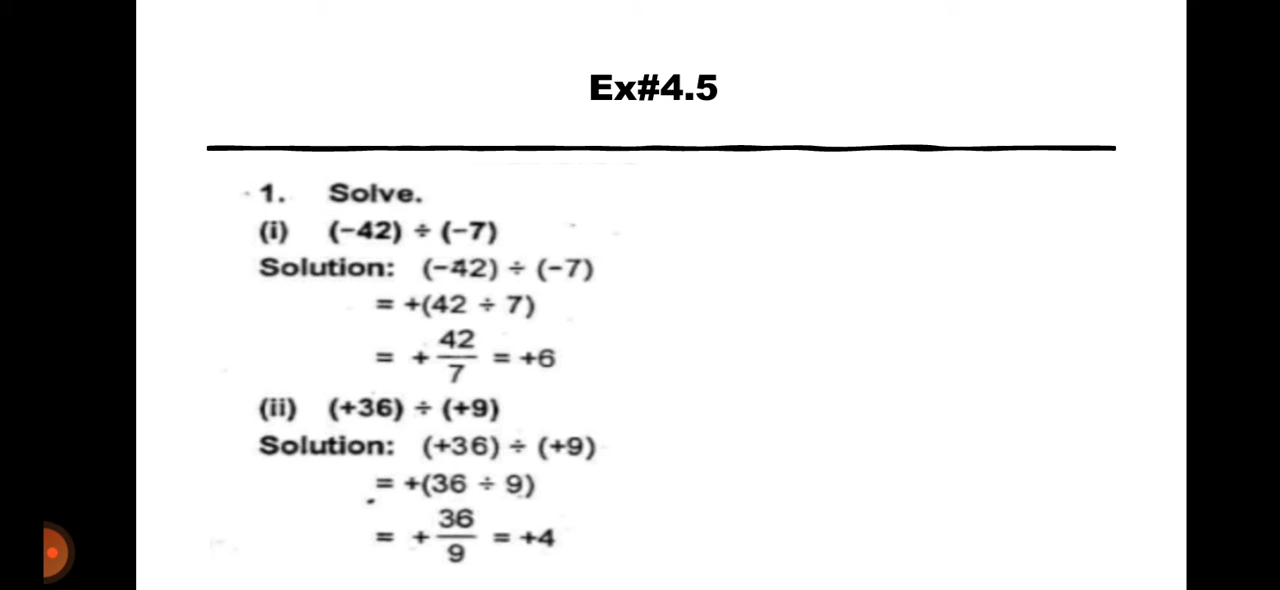 Ex#4.5
1. Solve.
(i) (−42) ÷ (−7)
Solution: (−42) ÷ (−7)
= +(42 ÷ 7)
= + 42/7 = +6
(ii) (+36) ÷ (+9)
Solution: (+36) ÷ (+9)
= +(36 ÷ 9)
= + 36/9 = +4